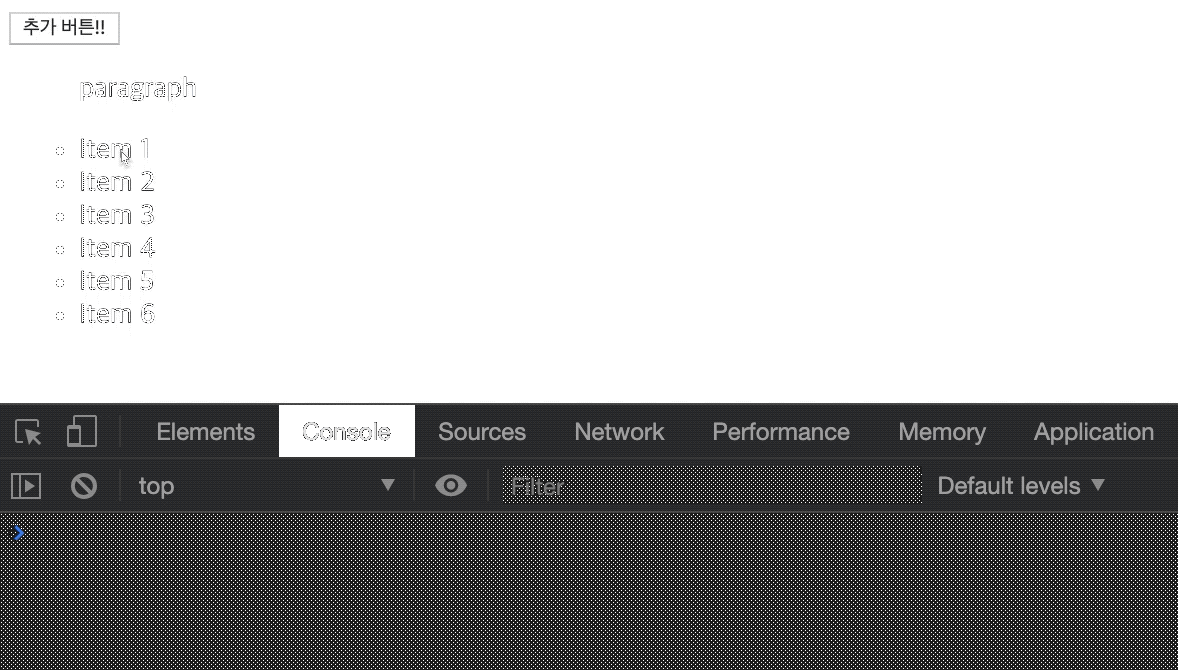 추가 버튼!!
paragraph
Item 1
Item 2
Item 3
Item 4
Item 5
Item 6
Elements Console Sources Network Performance Memory Application
top Filter Default levels